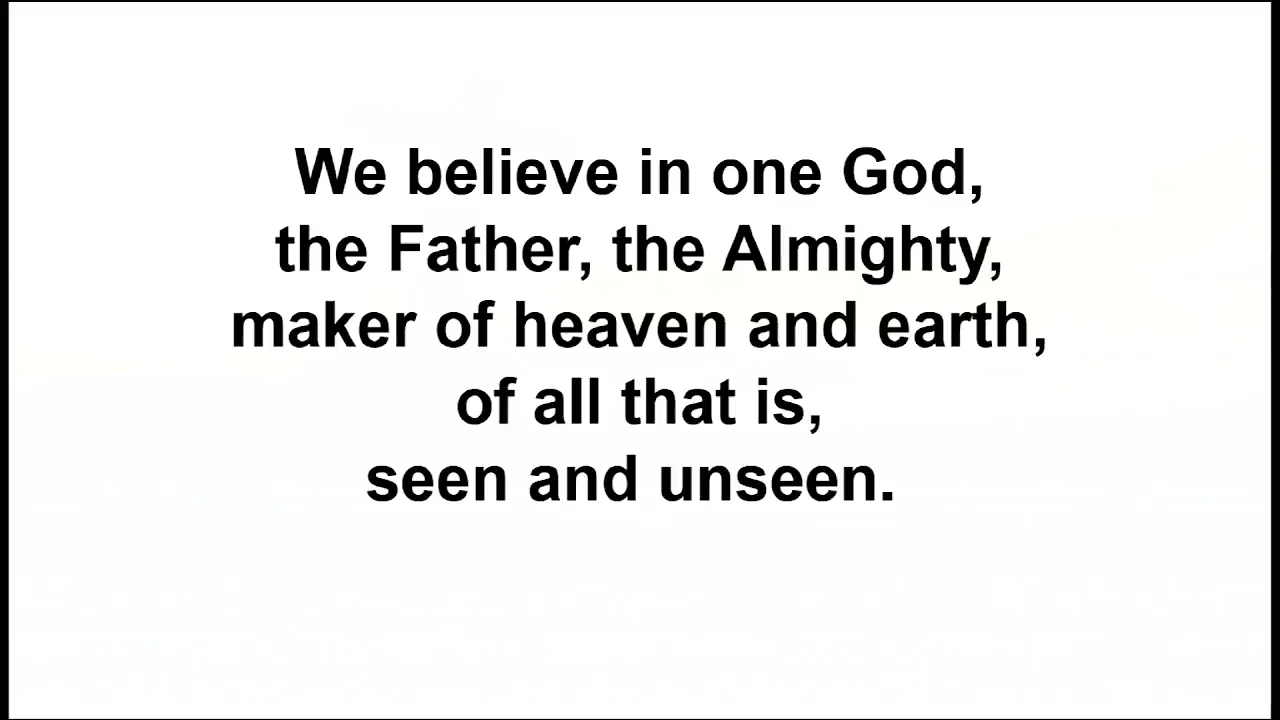 We believe in one God,
the Father, the Almighty,
maker of heaven and earth,
of all that is,
seen and unseen.